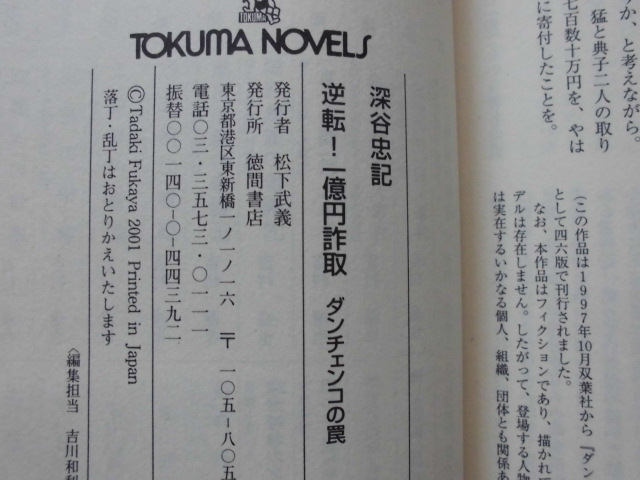 すか、と考えながら。
猛と典子二人の取り
七百数十万円を、やは
に寄付したことを。
(この作品は1997年10月双葉社から『ダン
として四六版で刊行されました。
なお、本作品はフィクションであり、描かれ
デルは存在しません。したがって、登場する人物
は実在するいかなる個人、組織、団体とも関係あ
TOKUMA
TOKUMA NOVELS
深谷忠記
逆転!一億円詐取 ダンチェンコの罠
発行者 松下武義
発行所 徳間書店
東京都港区東新橋一ノ一ノ一六 〒一〇五-八〇五
電話〇三・三五七三・〇一一一
振替〇〇一四〇-〇-四四三九二
©Tadaki Fukaya 2001 Printed in Japan
落丁・乱丁はおとりかえいたします
〈編集担当 吉川和利